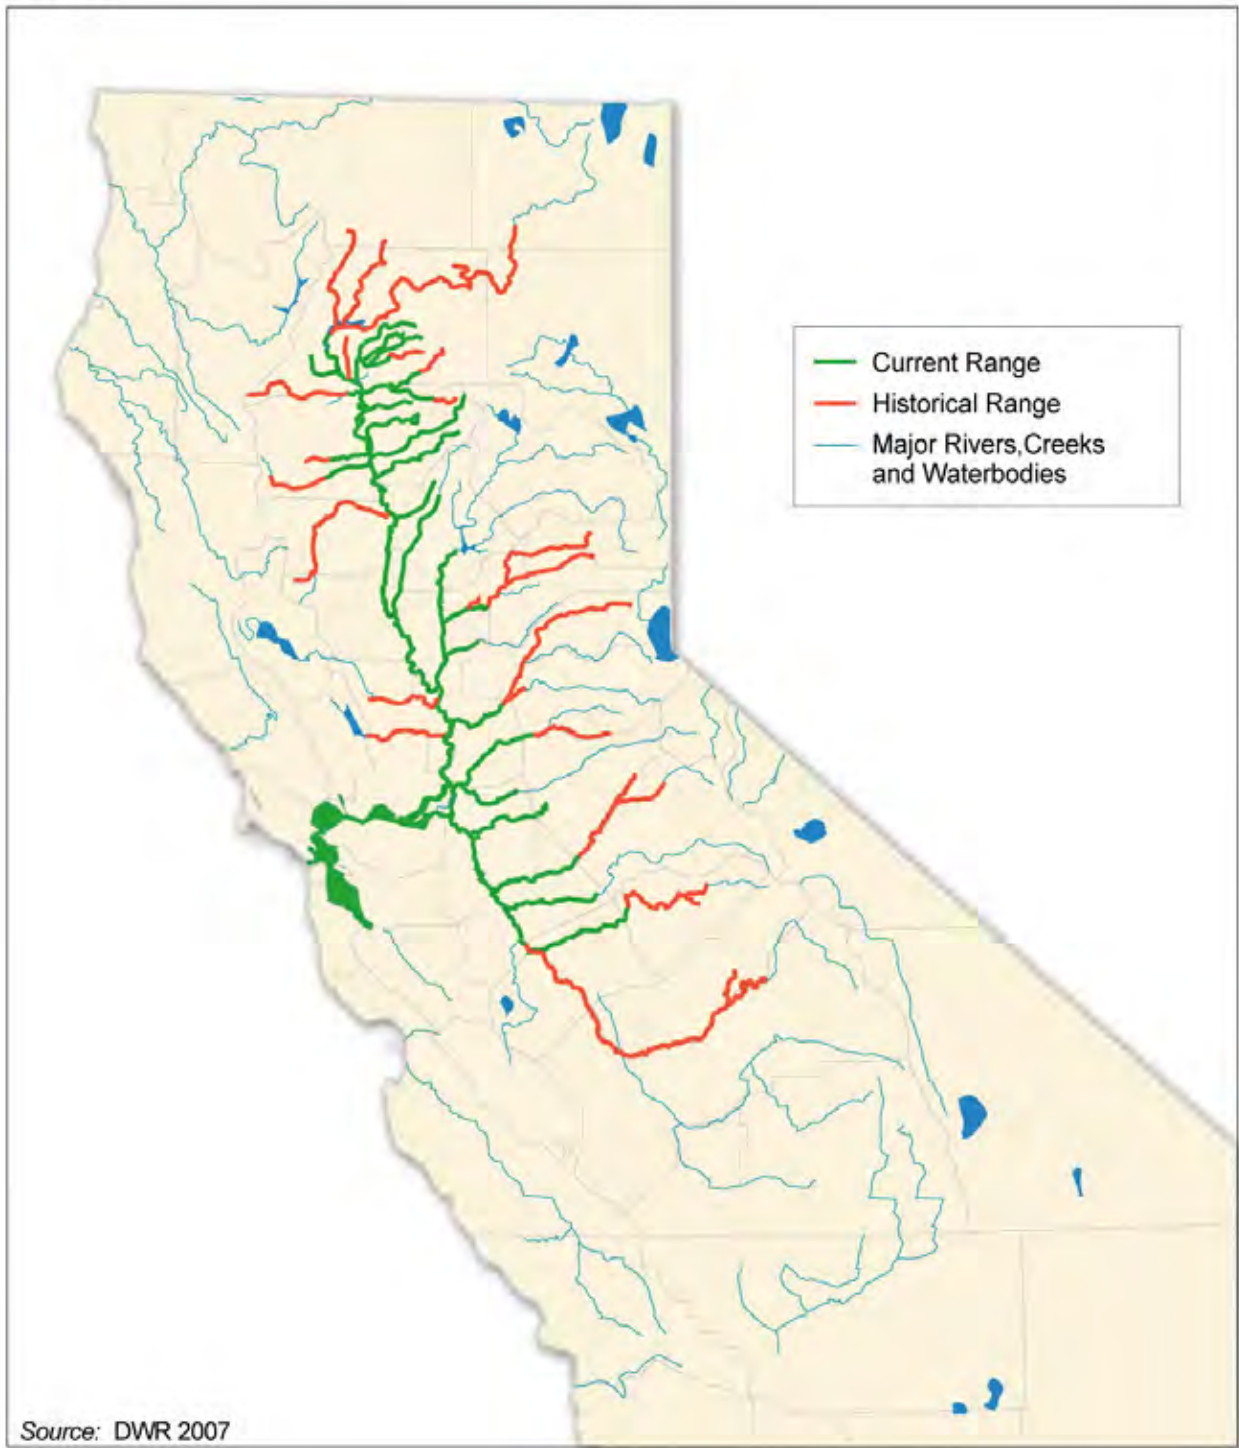 Current Range
Historical Range
Major Rivers,Creeks
and Waterbodies
Source: DWR 2007